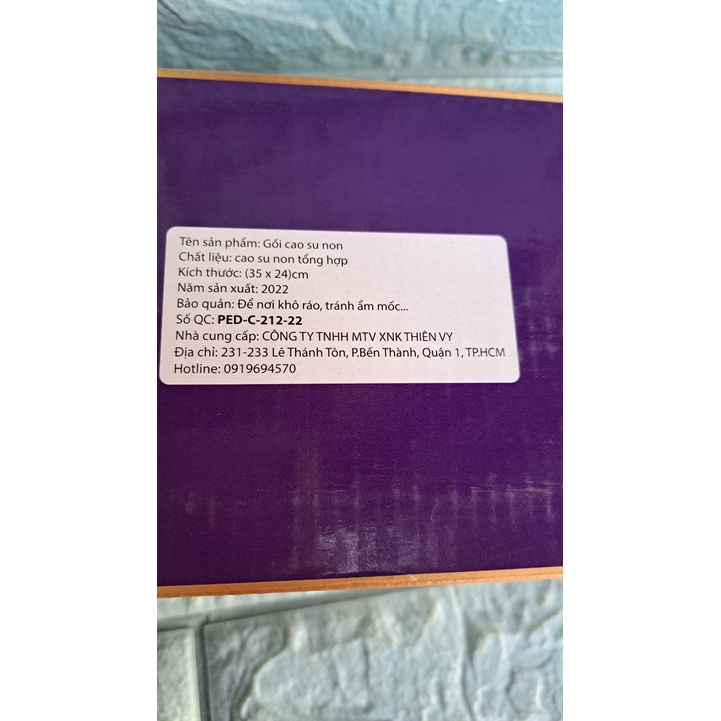 Tên sản phẩm: Gối cao su non
Chất liệu: cao su non tổng hợp
Kích thước: (35 x 24)cm
Năm sản xuất: 2022
Bảo quản: Để nơi khô ráo, tránh ẩm mốc...
Số QC: PED-C-212-22
Nhà cung cấp: CÔNG TY TNHH MTV XNK THIÊN VY
Địa chỉ: 231-233 Lê Thánh Tôn, P.Bến Thành, Quận 1, TP.HCM
Hotline: 0919694570